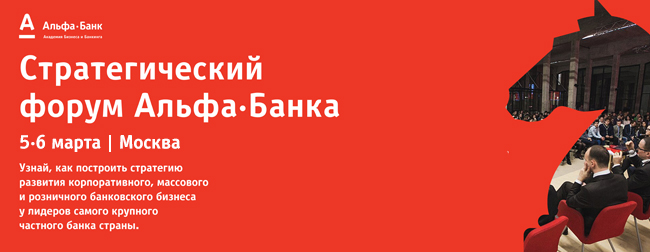 А Альфа·Банк
Академия Бизнеса и Банкинга
Стратегический
форум Альфа·Банка
5·6 марта | Москва
Узнай, как построить стратегию
развития корпоративного, массового
и розничного банковского бизнеса
у лидеров самого крупного
частного банка страны.